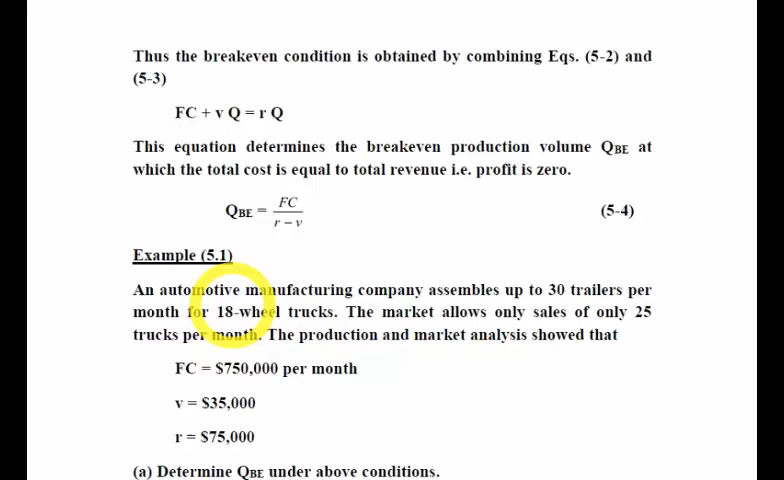 Thus the breakeven condition is obtained by combining Eqs. (5-2) and
(5-3)
FC + v Q = r Q
This equation determines the breakeven production volume QBE at
which the total cost is equal to total revenue i.e. profit is zero.
QBE = FC / r − v (5-4)
Example (5.1)
An automotive manufacturing company assembles up to 30 trailers per
month for 18-wheel trucks. The market allows only sales of only 25
trucks per month. The production and market analysis showed that
FC = $750,000 per month
v = $35,000
r = $75,000
(a) Determine QBE under above conditions.